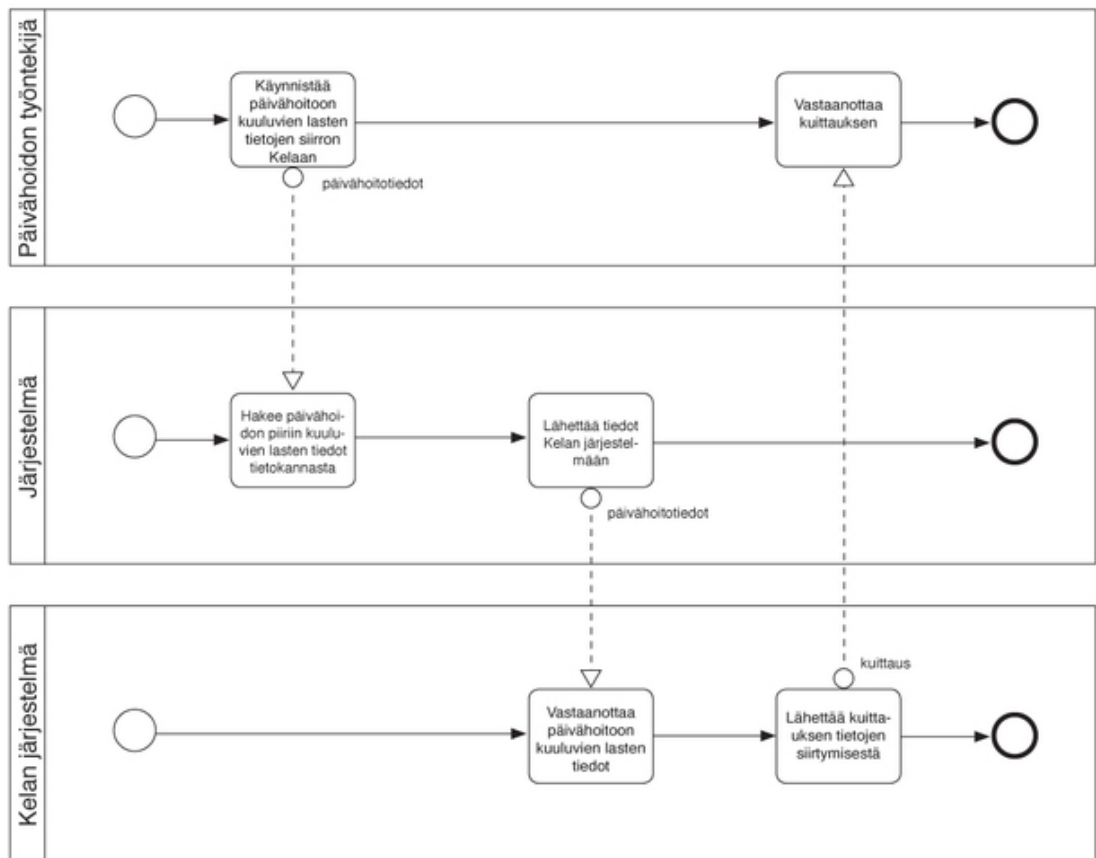 Päivähoidon työntekijä
Käynnistää
päivähoitoon
kuuluvien lasten
tietojen siirron
Kelaan
päivähoitotiedot
Vastaanottaa
kuittauksen
Järjestelmä
Hakee päivähoi-
don piiriin kuulu-
vien lasten tiedot
tietokannasta
Lähettää tiedot
Kelan järjestel-
mään
päivähoitotiedot
Kelan järjestelmä
Vastaanottaa
päivähoitoon
kuuluvien lasten
tiedot
kuittaus
Lähettää kuitta-
uksen tietojen
siirtymisestä